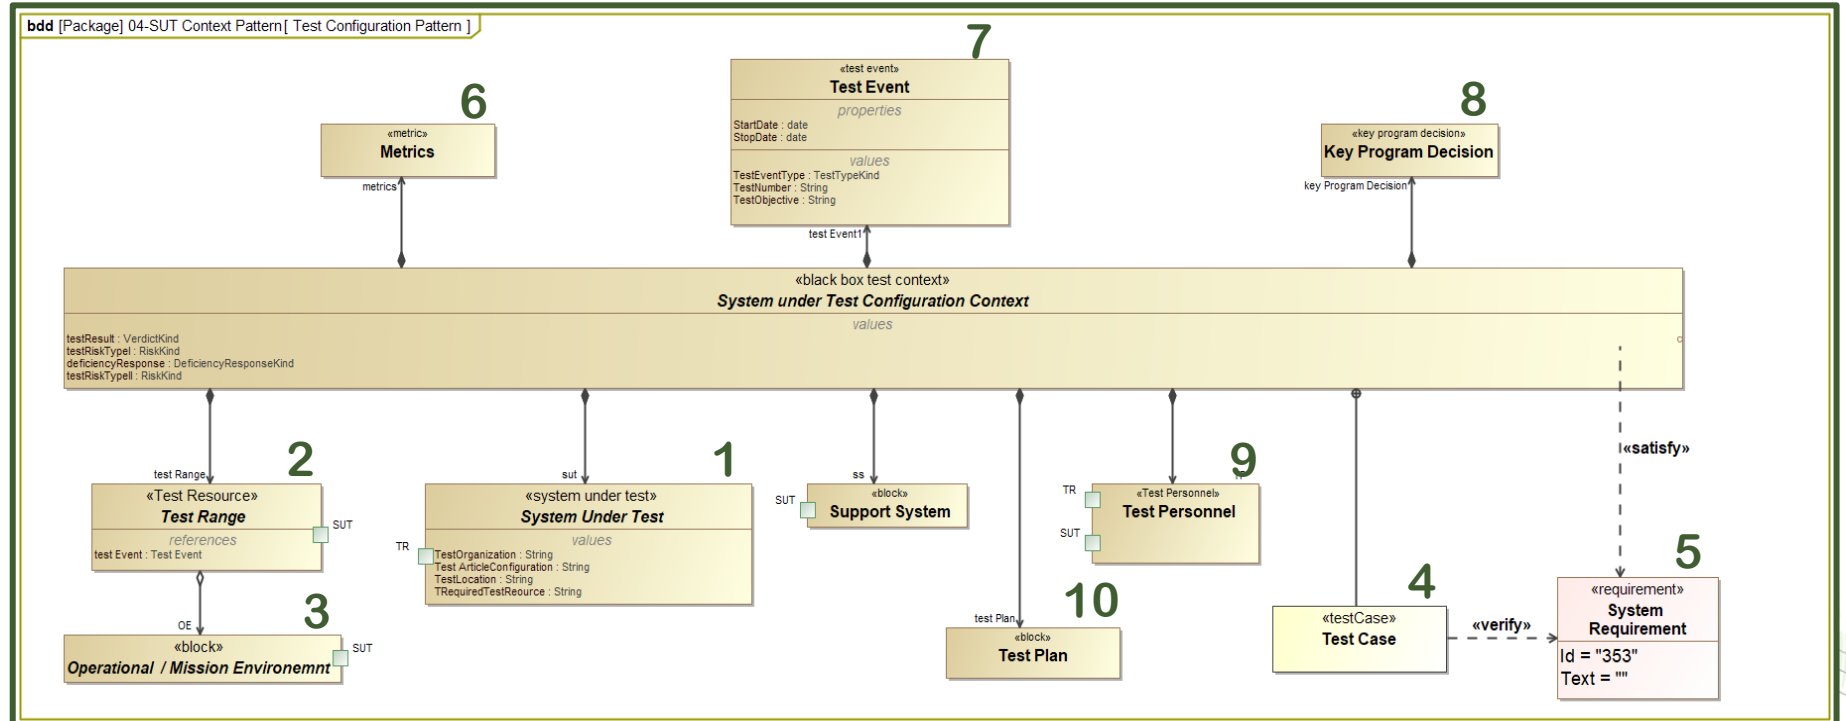 bdd [Package] 04-SUT Context Pattern[ Test Configuration Pattern ]
7
«test event»
Test Event
properties
StartDate : date
StopDate : date
values
TestEventType : TestTypeKind
TestNumber : String
TestObjective : String
test Event1
6
«metric»
Metrics
metrics
8
«key program decision»
Key Program Decision
key Program Decision
«black box test context»
System under Test Configuration Context
values
testResult : VerdictKind
testRiskTypeI : RiskKind
deficiencyResponse : DeficiencyResponseKind
testRiskTypeII : RiskKind
test Range
2
«Test Resource»
Test Range
references
test Event : Test Event
SUT
OE
3
«block»
Operational / Mission Environemnt
SUT
sut
1
«system under test»
System Under Test
values
TestOrganization : String
Test ArticleConfiguration : String
TestLocation : String
TRequiredTestReource : String
TR
ss
«block»
Support System
SUT
test Plan
10
«block»
Test Plan
9
«Test Personnel»
Test Personnel
TR
SUT
4
«testCase»
Test Case
«verify»
«satisfy»
5
«requirement»
System
Requirement
Id = "353"
Text = ""